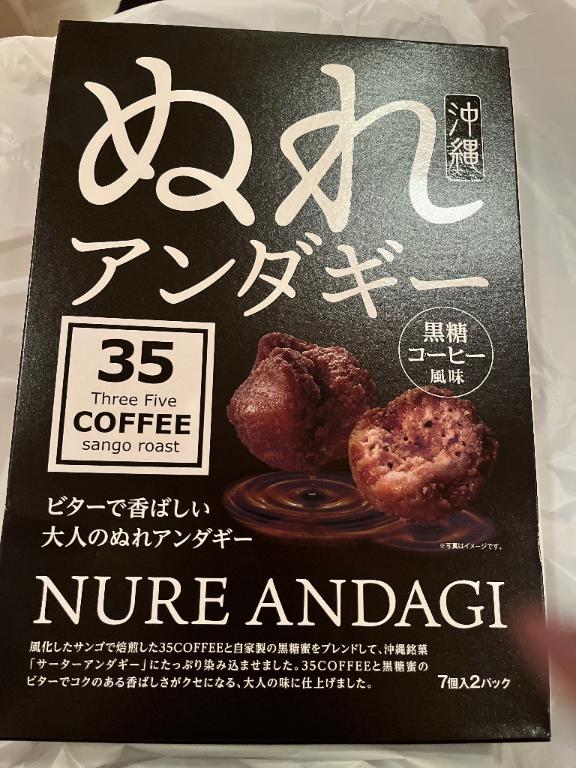 ぬれ
沖縄
アンダギー
黒糖
コーヒー
風味
35
Three Five
COFFEE
sango roast
ビターで香ばしい
大人のぬれアンダギー
※写真はイメージです。
NURE ANDAGI
風化したサンゴで焙煎した35COFFEEと自家製の黒糖蜜をブレンドして、沖縄銘菓
「サーターアンダギー」にたっぷり染み込ませました。35COFFEEと黒糖蜜の
ビターでコクのある香ばしさがクセになる、大人の味に仕上げました。
7個入2パック